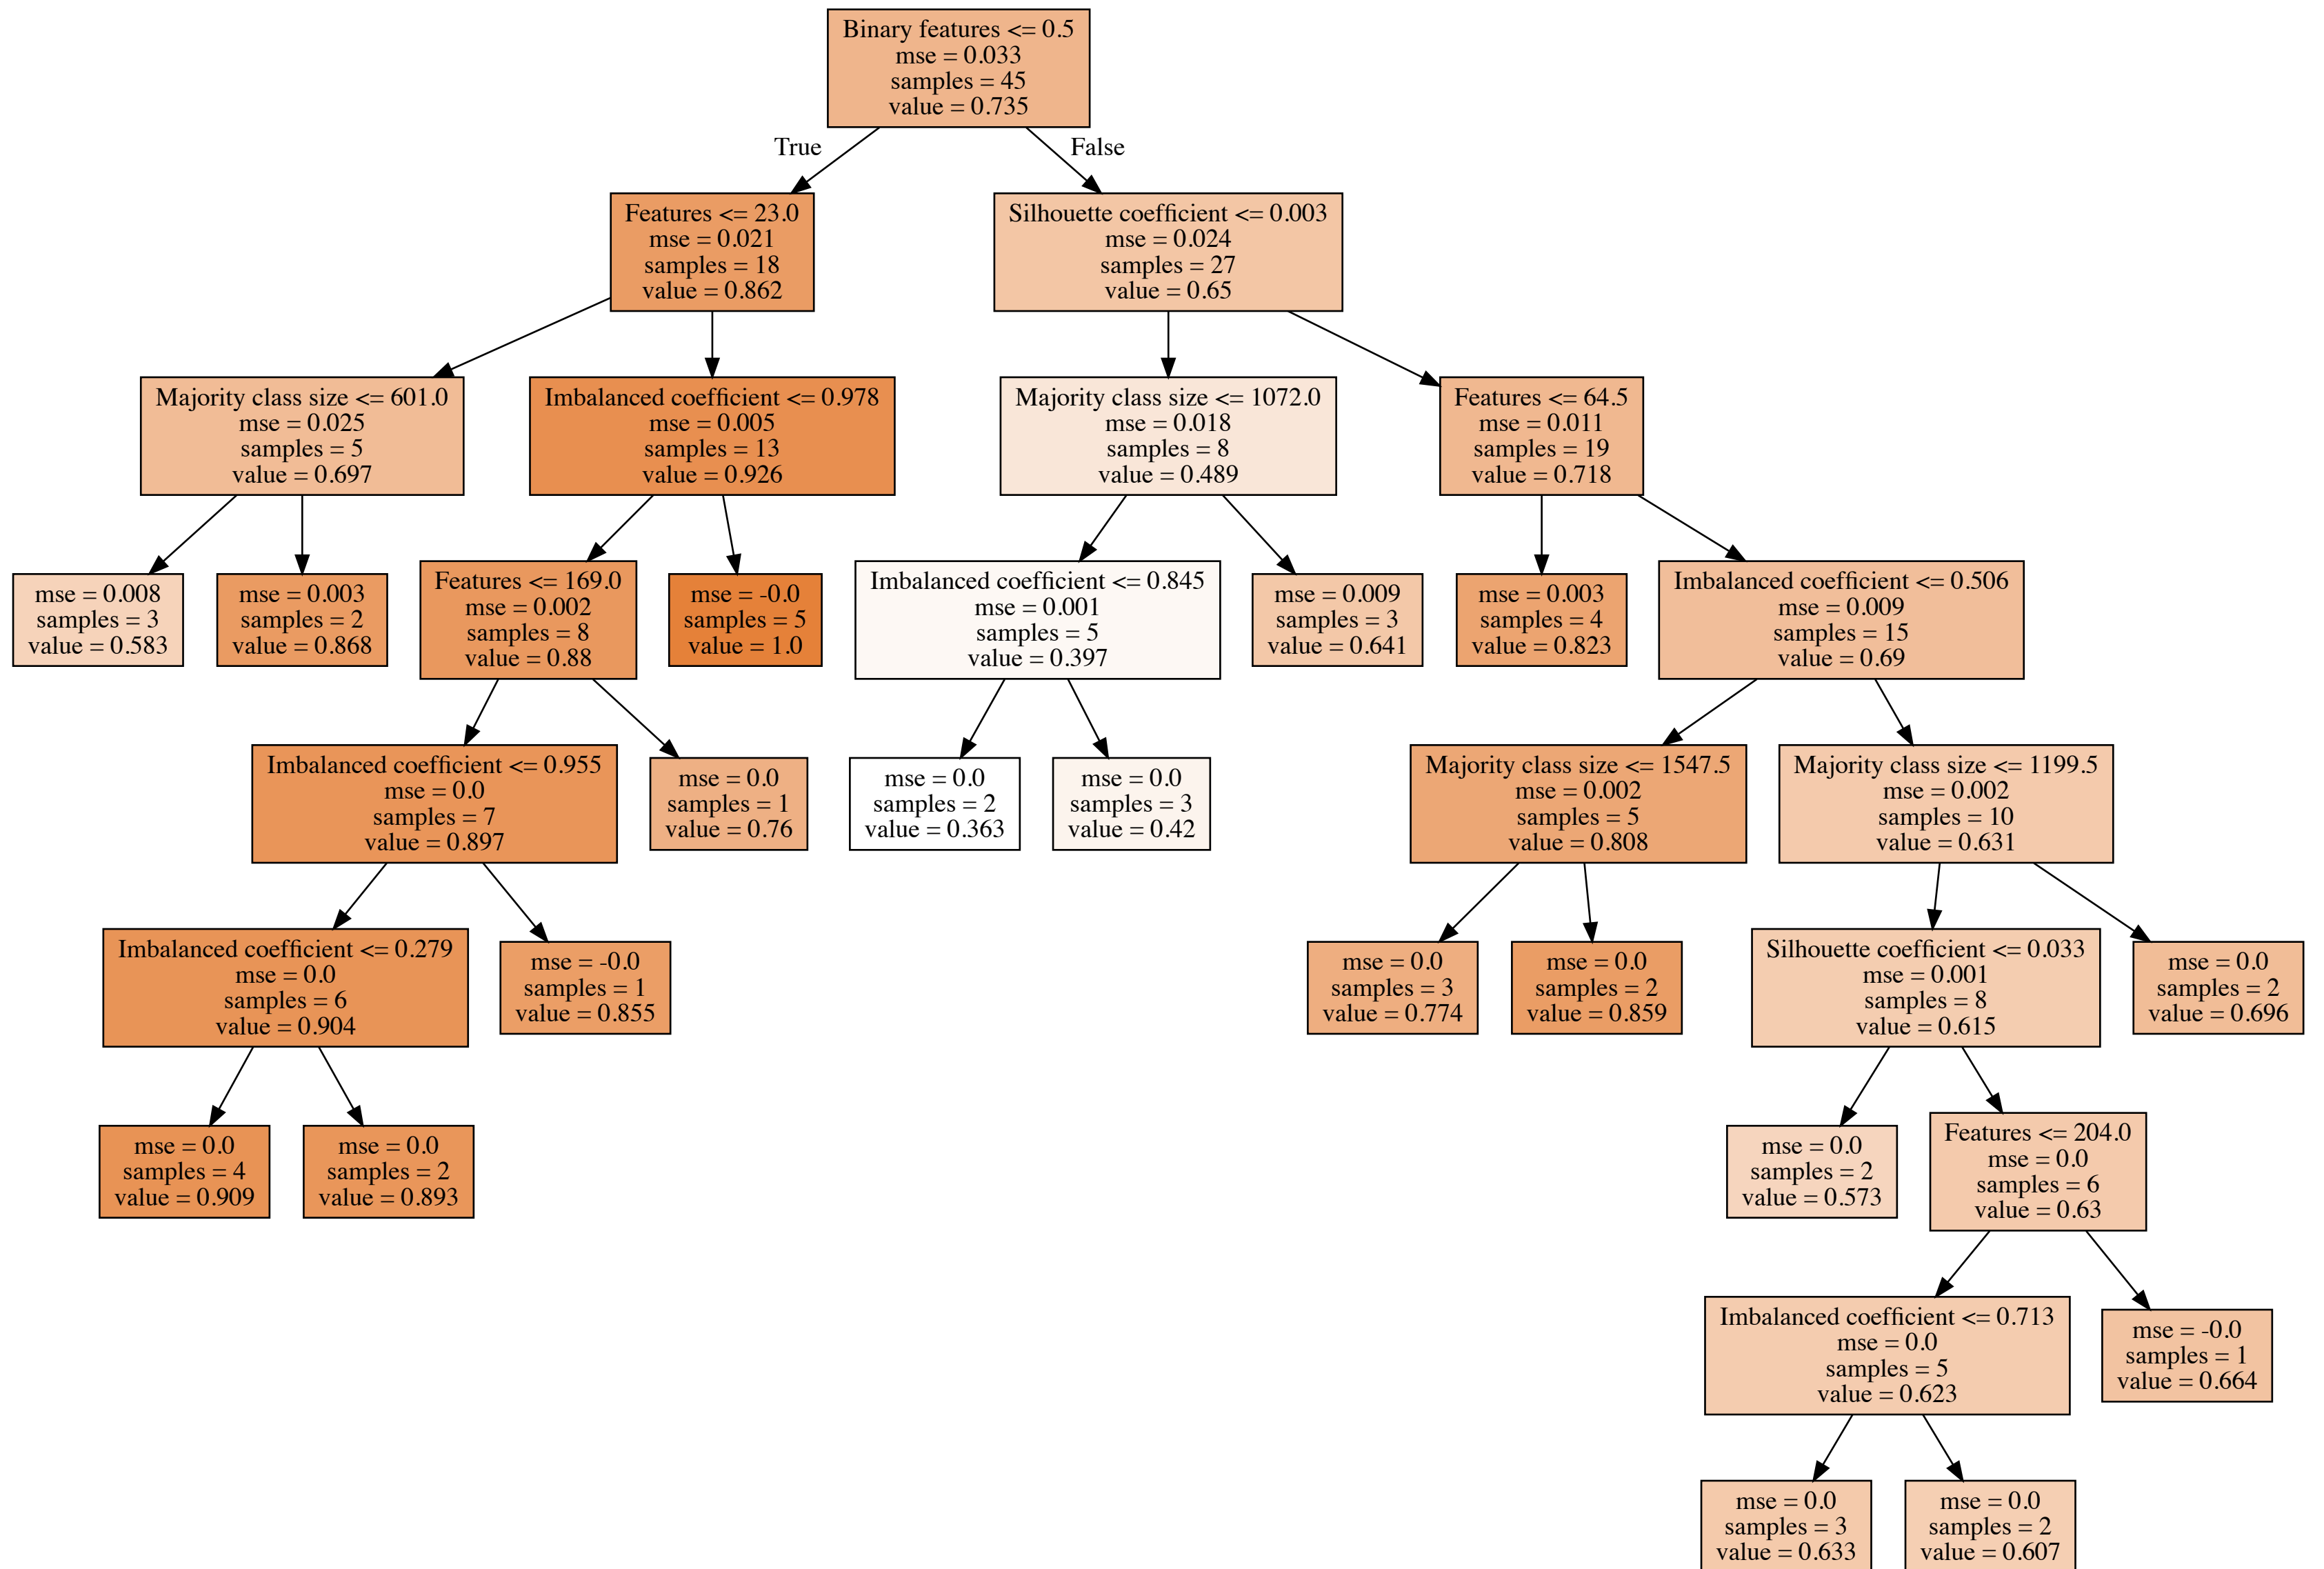 Binary features <= 0.5
mse = 0.033
samples = 45
value = 0.735
True
False
Features <= 23.0
mse = 0.021
samples = 18
value = 0.862
Silhouette coefficient <= 0.003
mse = 0.024
samples = 27
value = 0.65
Majority class size <= 601.0
mse = 0.025
samples = 5
value = 0.697
Imbalanced coefficient <= 0.978
mse = 0.005
samples = 13
value = 0.926
Majority class size <= 1072.0
mse = 0.018
samples = 8
value = 0.489
Features <= 64.5
mse = 0.011
samples = 19
value = 0.718
mse = 0.008
samples = 3
value = 0.583
mse = 0.003
samples = 2
value = 0.868
Features <= 169.0
mse = 0.002
samples = 8
value = 0.88
mse = -0.0
samples = 5
value = 1.0
Imbalanced coefficient <= 0.845
mse = 0.001
samples = 5
value = 0.397
mse = 0.009
samples = 3
value = 0.641
mse = 0.003
samples = 4
value = 0.823
Imbalanced coefficient <= 0.506
mse = 0.009
samples = 15
value = 0.69
Imbalanced coefficient <= 0.955
mse = 0.0
samples = 7
value = 0.897
mse = 0.0
samples = 1
value = 0.76
mse = 0.0
samples = 2
value = 0.363
mse = 0.0
samples = 3
value = 0.42
Majority class size <= 1547.5
mse = 0.002
samples = 5
value = 0.808
Majority class size <= 1199.5
mse = 0.002
samples = 10
value = 0.631
Imbalanced coefficient <= 0.279
mse = 0.0
samples = 6
value = 0.904
mse = -0.0
samples = 1
value = 0.855
mse = 0.0
samples = 3
value = 0.774
mse = 0.0
samples = 2
value = 0.859
Silhouette coefficient <= 0.033
mse = 0.001
samples = 8
value = 0.615
mse = 0.0
samples = 2
value = 0.696
mse = 0.0
samples = 4
value = 0.909
mse = 0.0
samples = 2
value = 0.893
mse = 0.0
samples = 2
value = 0.573
Features <= 204.0
mse = 0.0
samples = 6
value = 0.63
Imbalanced coefficient <= 0.713
mse = 0.0
samples = 5
value = 0.623
mse = -0.0
samples = 1
value = 0.664
mse = 0.0
samples = 3
value = 0.633
mse = 0.0
samples = 2
value = 0.607